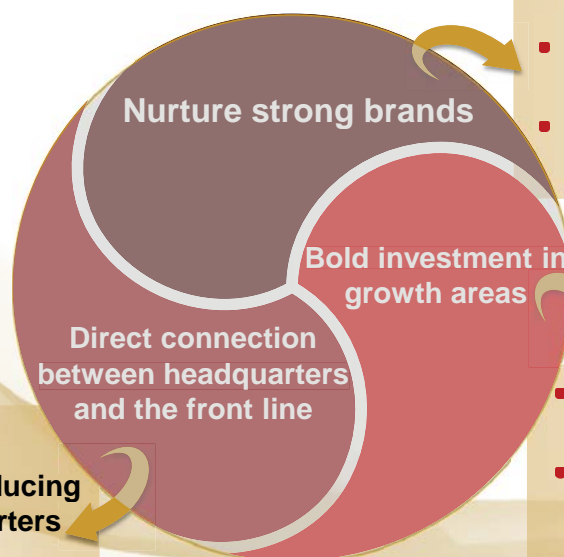 Nurture strong brands
Bold investment in
growth areas
Direct connection
between headquarters
and the front line